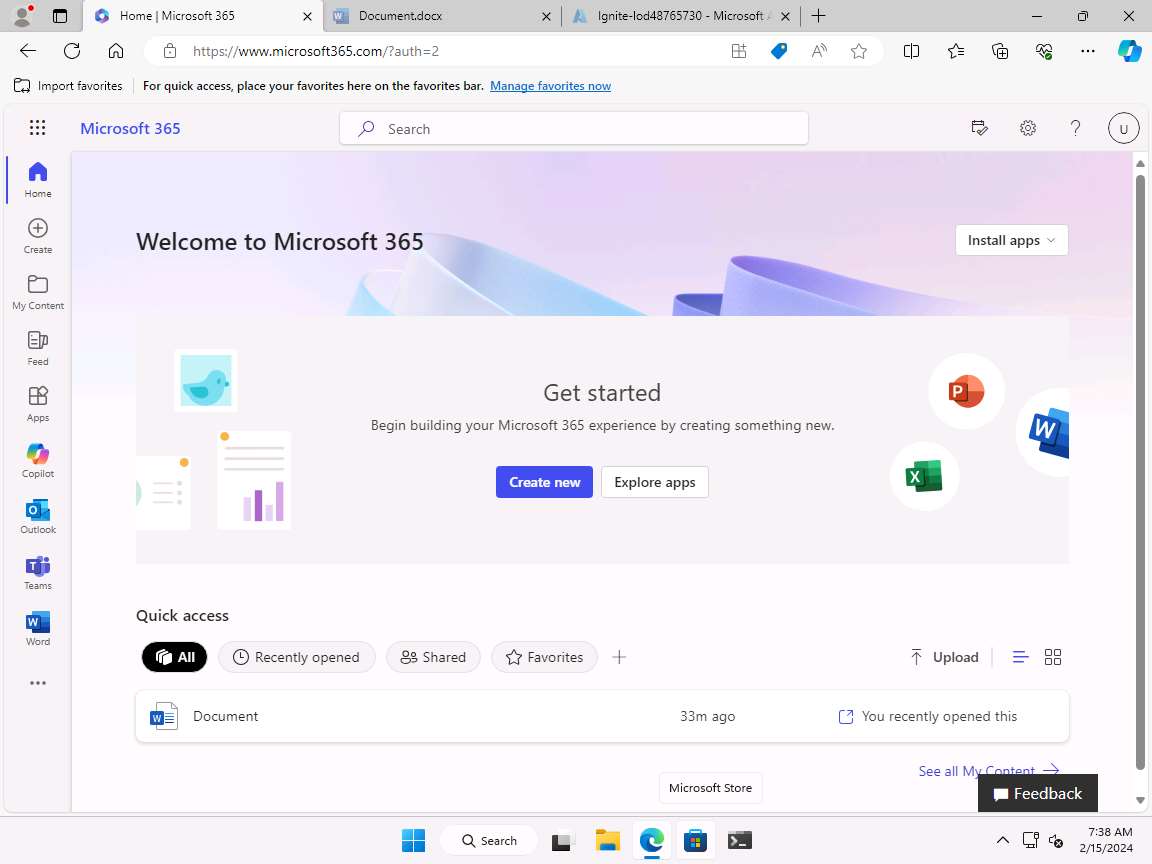 Home | Microsoft 365
Document.docx
Ignite-lod48765730 - Microsoft A
https://www.microsoft365.com/?auth=2
Import favorites
For quick access, place your favorites here on the favorites bar. Manage favorites now
Microsoft 365
Search
U
Home
Create
My Content
Feed
Apps
Copilot
Outlook
Teams
Word
Welcome to Microsoft 365
Install apps
Get started
Begin building your Microsoft 365 experience by creating something new.
Create new
Explore apps
Quick access
All
Recently opened
Shared
Favorites
Upload
Document
33m ago
You recently opened this
See all My Content
Feedback
Microsoft Store
Search
7:38 AM
2/15/2024